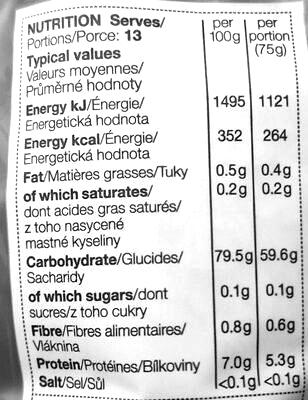 NUTRITION Serves/ per per
Portions/Porce: 13 100g portion
Typical values (75g)
Valeurs moyennes/
Průměrné hodnoty
Energy kJ/Énergie/ 1495 1121
Energetická hodnota
Energy kcal/Énergie/ 352 264
Energetická hodnota
Fat/Matières grasses/Tuky 0.5g 0.4g
of which saturates/ 0.2g 0.2g
dont acides gras saturés/
z toho nasycené
mastné kyseliny
Carbohydrate/Glucides/ 79.5g 59.6g
Sacharidy
of which sugars/dont 0.1g 0.1g
sucres/z toho cukry
Fibre/Fibres alimentaires/ 0.8g 0.6g
Vláknina
Protein/Protéines/Bílkoviny 7.0g 5.3g
Salt/Sel/Sůl <0.1g <0.1g